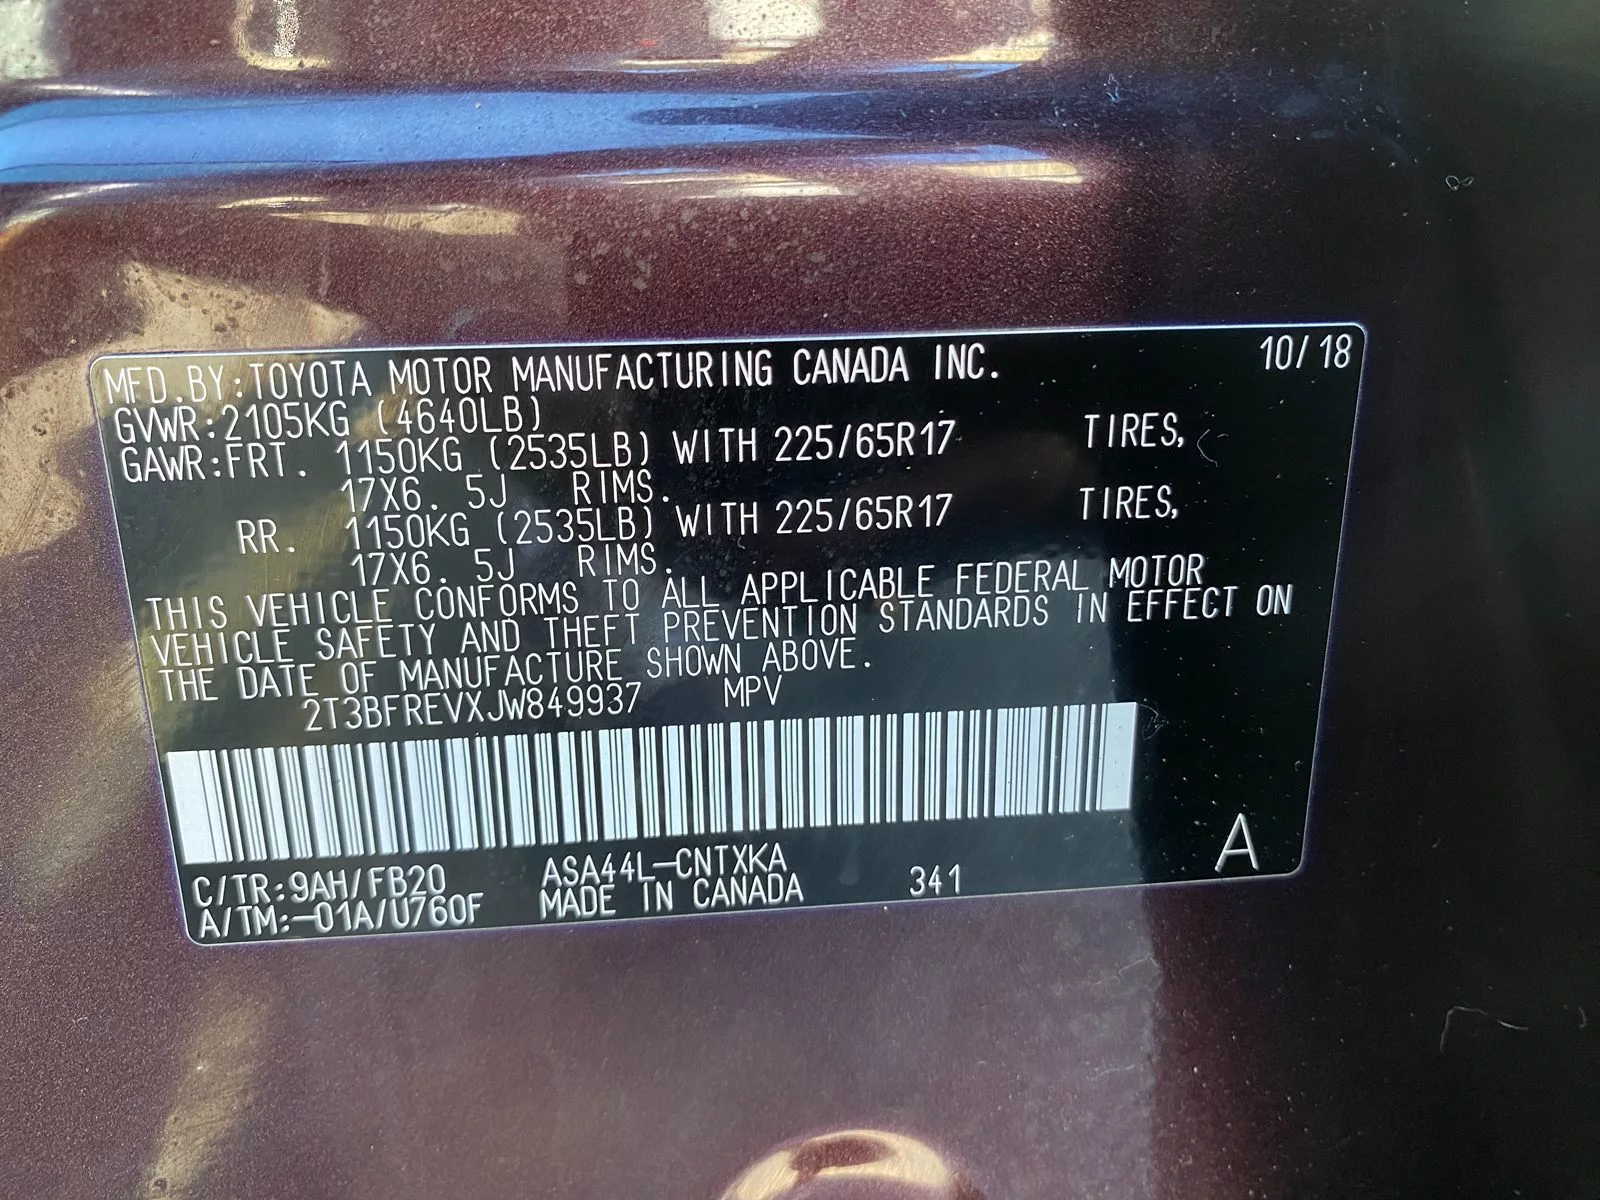 MFD.BY:TOYOTA MOTOR MANUFACTURING CANADA INC. 10/18
GVWR:2105KG (4640LB)
GAWR:FRT. 1150KG (2535LB) WITH 225/65R17 TIRES,
17X6.5J RIMS.
RR. 1150KG (2535LB) WITH 225/65R17 TIRES,
17X6.5J RIMS.
THIS VEHICLE CONFORMS TO ALL APPLICABLE FEDERAL MOTOR
VEHICLE SAFETY AND THEFT PREVENTION STANDARDS IN EFFECT ON
THE DATE OF MANUFACTURE SHOWN ABOVE.
2T3BFREVXJW849937 MPV
C/TR:9AH/FB20 ASA44L-CNTXKA
A/TM:-01A/U760F MADE IN CANADA 341 A